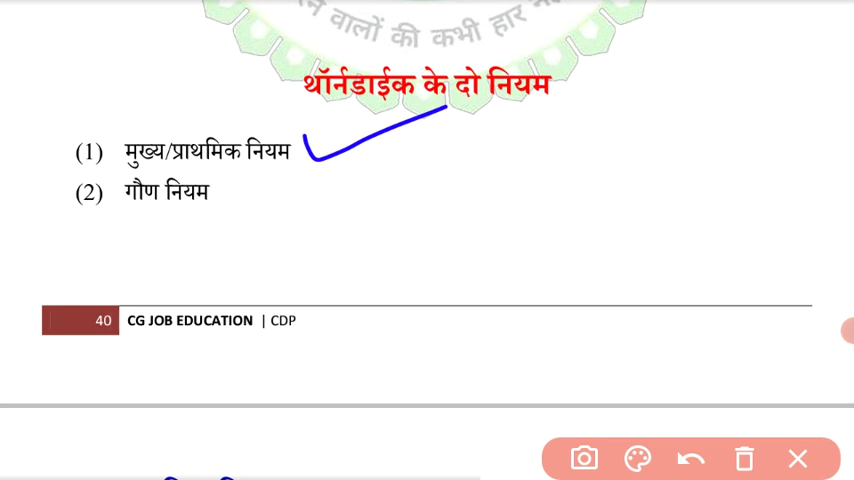 वालों की कभी हार
थॉर्नडाईक के दो नियम
(1) मुख्य/प्राथमिक नियम
(2) गौण नियम
40 CG JOB EDUCATION | CDP